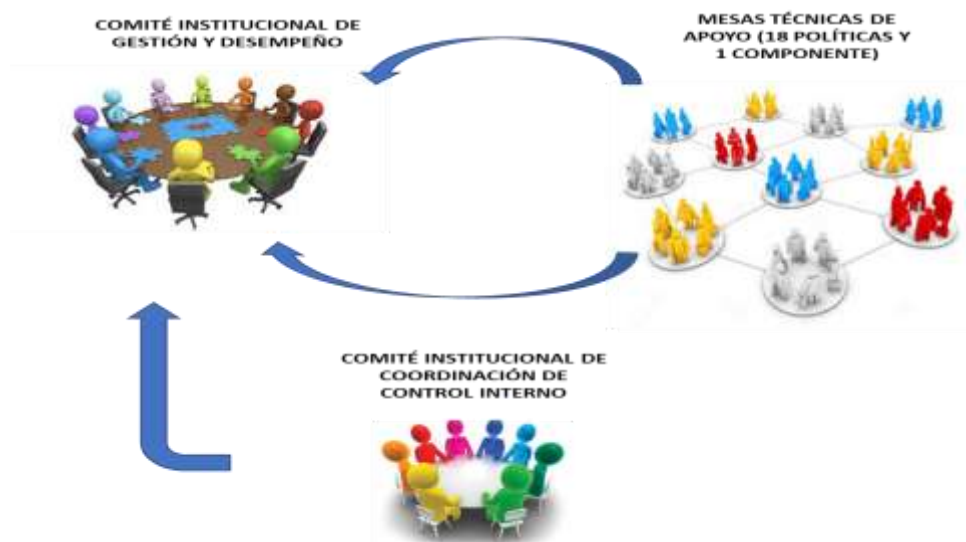 COMITÉ INSTITUCIONAL DE
GESTIÓN Y DESEMPEÑO
MESAS TÉCNICAS DE
APOYO (18 POLÍTICAS Y
1 COMPONENTE)
COMITÉ INSTITUCIONAL DE
COORDINACIÓN DE
CONTROL INTERNO